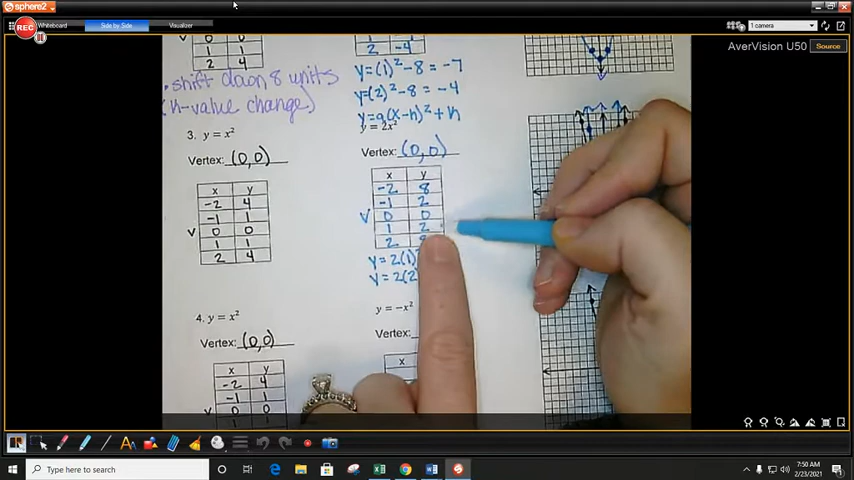 sphere2
REC
Whiteboard
Side by Side
Visualizer
1 camera
AverVision U50
Source
0 0
1 1
2 4
2 -4
• shift down 8 units
(k-value change)
y=(1)²-8 = -7
y=(2)²-8 = -4
y=a(x-h)²+k
3. y = x²
Vertex: (0,0)
x y
-2 4
-1 1
V 0 0
1 1
2 4
y = 2x²
Vertex: (0,0)
x y
-2 8
-1 2
V 0 0
1 2
2
y = 2(1)
y = 2(2
4. y = x²
Vertex: (0,0)
x y
-2 4
-1 1
0 0
y = -x²
Vertex:
x
Type here to search
7:50 AM
2/23/2021